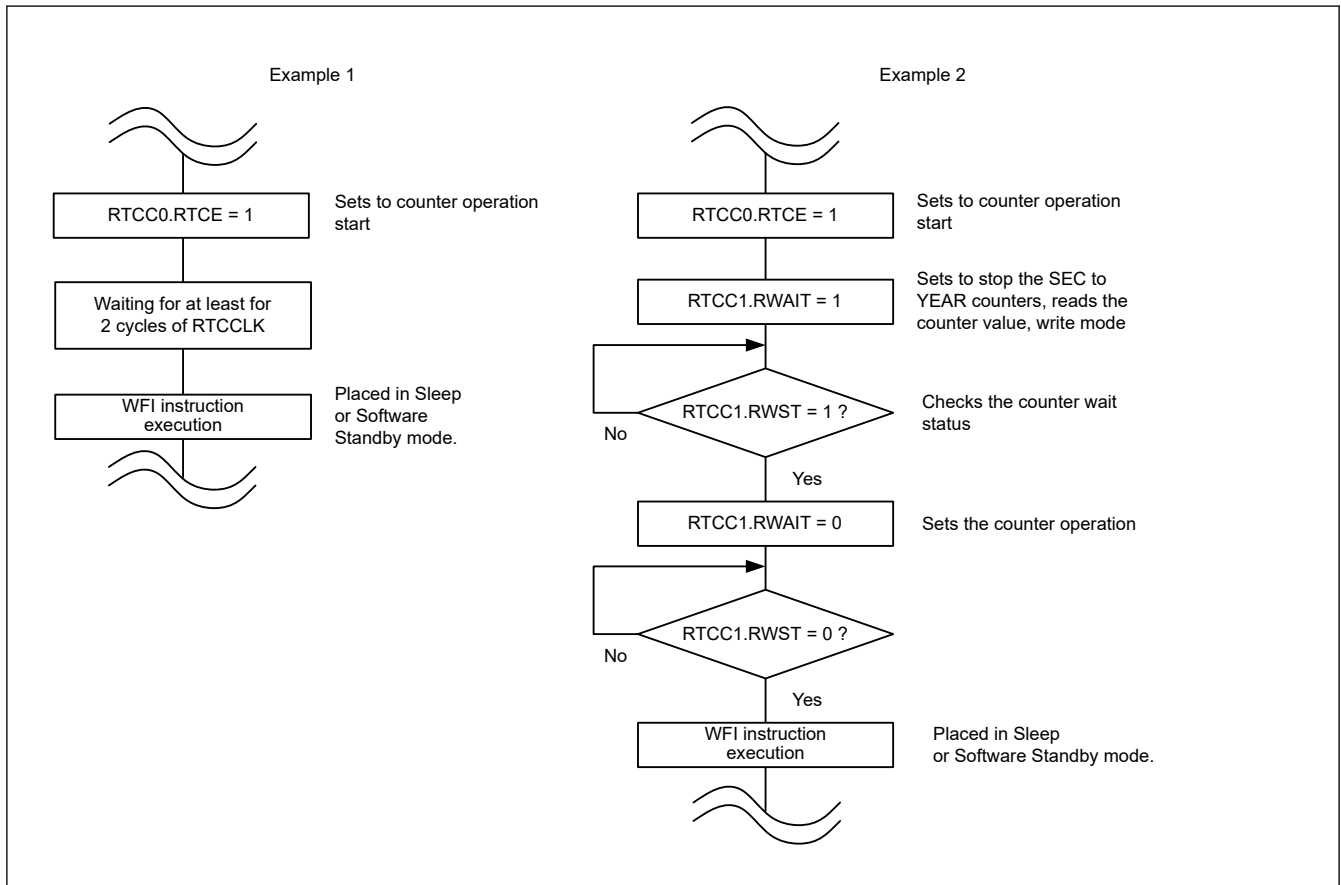 Example 1
RTCC0.RTCE = 1
Sets to counter operation
start
Waiting for at least for
2 cycles of RTCCLK
WFI instruction
execution
Placed in Sleep
or Software
Standby mode.
Example 2
RTCC0.RTCE = 1
Sets to counter operation
start
RTCC1.RWAIT = 1
Sets to stop the SEC to
YEAR counters, reads the
counter value, write mode
RTCC1.RWST = 1 ?
Checks the counter wait
status
No
Yes
RTCC1.RWAIT = 0
Sets the counter operation
RTCC1.RWST = 0 ?
No
Yes
WFI instruction
execution
Placed in Sleep
or Software Standby mode.